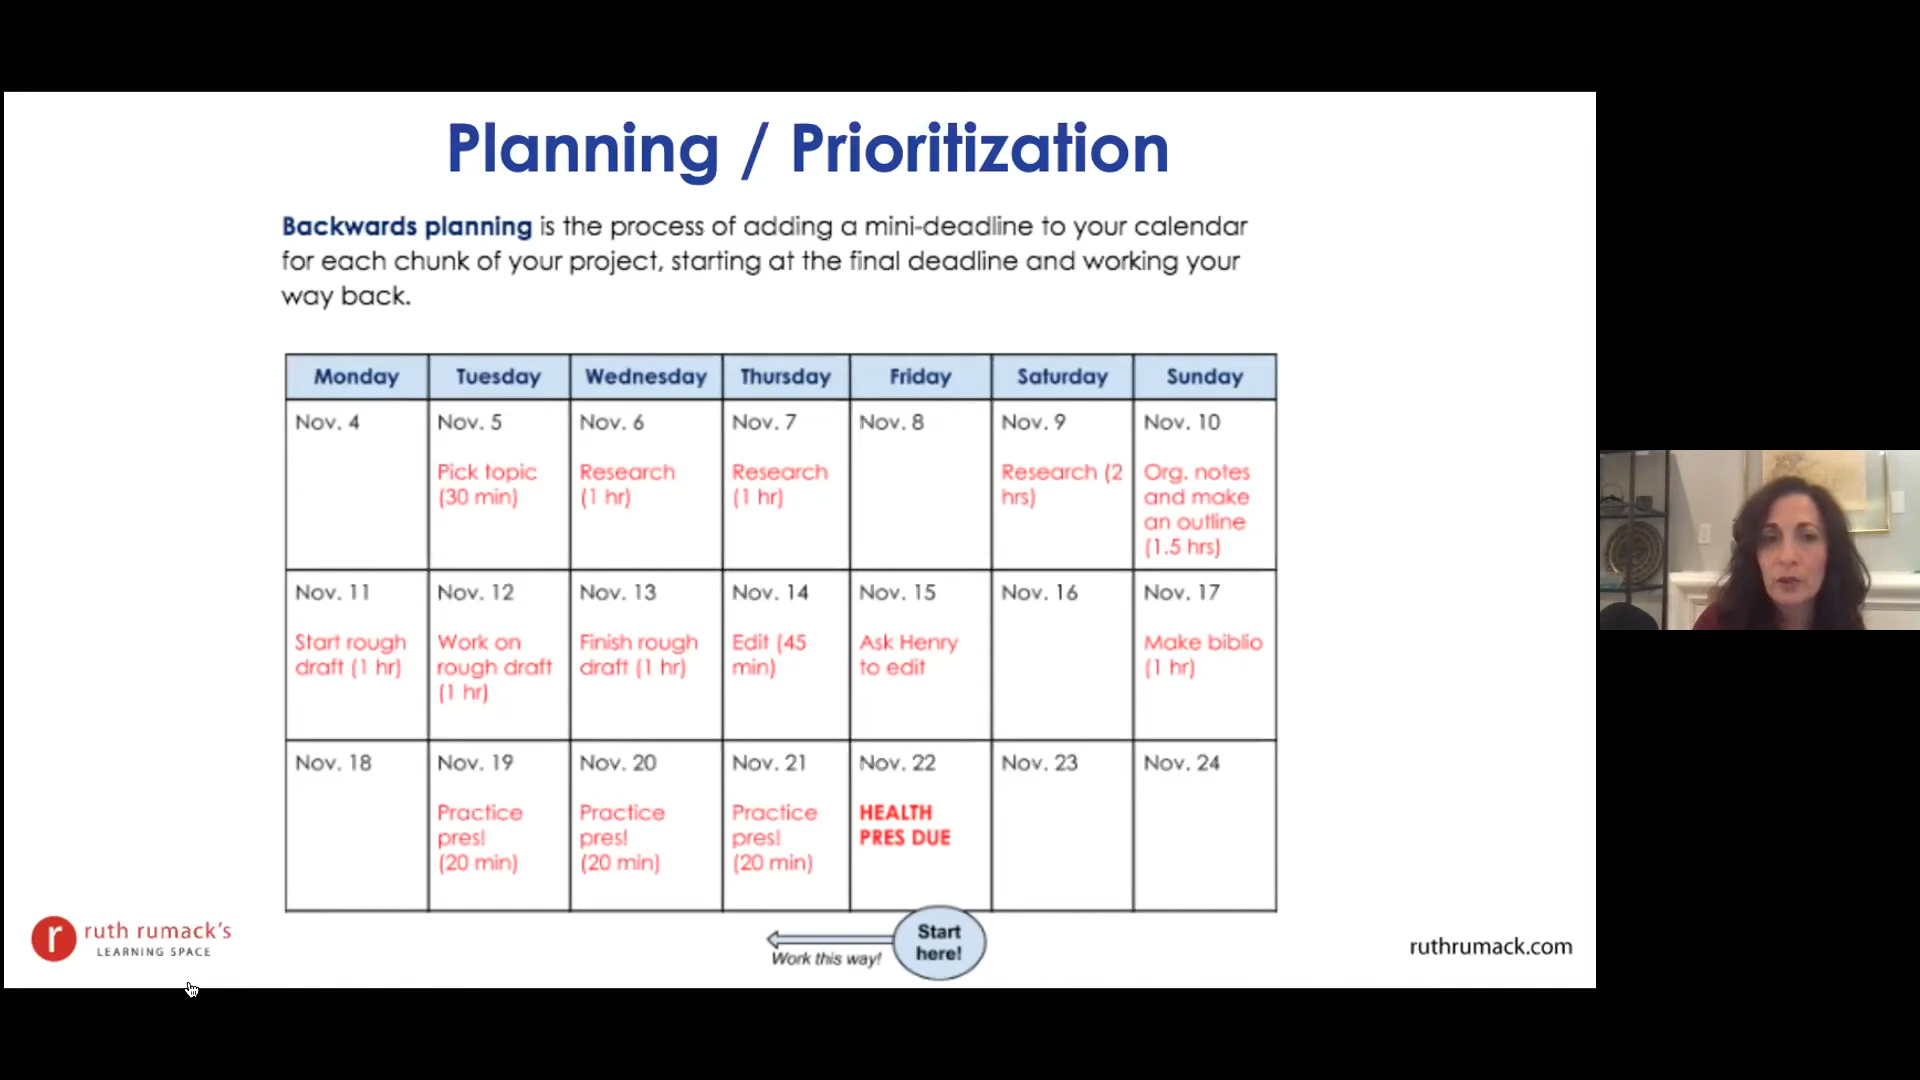 Planning / Prioritization
Backwards planning is the process of adding a mini-deadline to your calendar
for each chunk of your project, starting at the final deadline and working your
way back.
Monday
Tuesday
Wednesday
Thursday
Friday
Saturday
Sunday
Nov. 4
Nov. 5
Pick topic
(30 min)
Nov. 6
Research
(1 hr)
Nov. 7
Research
(1 hr)
Nov. 8
Nov. 9
Research (2
hrs)
Nov. 10
Org. notes
and make
an outline
(1.5 hrs)
Nov. 11
Start rough
draft (1 hr)
Nov. 12
Work on
rough draft
(1 hr)
Nov. 13
Finish rough
draft (1 hr)
Nov. 14
Edit (45
min)
Nov. 15
Ask Henry
to edit
Nov. 16
Nov. 17
Make biblio
(1 hr)
Nov. 18
Nov. 19
Practice
pres!
(20 min)
Nov. 20
Practice
pres!
(20 min)
Nov. 21
Practice
pres!
(20 min)
Nov. 22
HEALTH
PRES DUE
Nov. 23
Nov. 24
Start
here!
Work this way!
r
ruth rumack's
LEARNING SPACE
ruthrumack.com